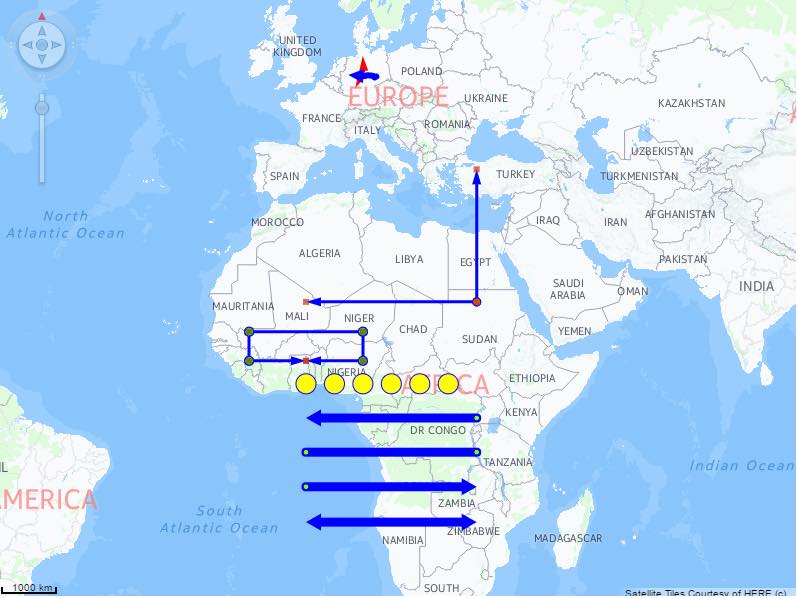 UNITED
KINGDOM
POLAND
EUROPE
UKRAINE
KAZAKHSTAN
FRANCE
ROMANIA
ITALY
UZBEKISTAN
SPAIN
TURKEY
TURKMENISTAN
North
Atlantic Ocean
MOROCCO
IRAQ
IRAN
AFGHANISTAN
ALGERIA
LIBYA
EGYPT
PAKISTAN
SAUDI
ARABIA
OMAN
INDIA
MAURITANIA
MALI
NIGER
CHAD
SUDAN
YEMEN
NIGERIA
AFRICA
ETHIOPIA
KENYA
DR CONGO
TANZANIA
Indian Ocean
IL
AMERICA
A
South
Atlantic Ocean
ZAMBIA
ZIMBABWE
NAMIBIA
MADAGASCAR
SOUTH
1000 km
Satellite Tiles Courtesy of HERE (c)